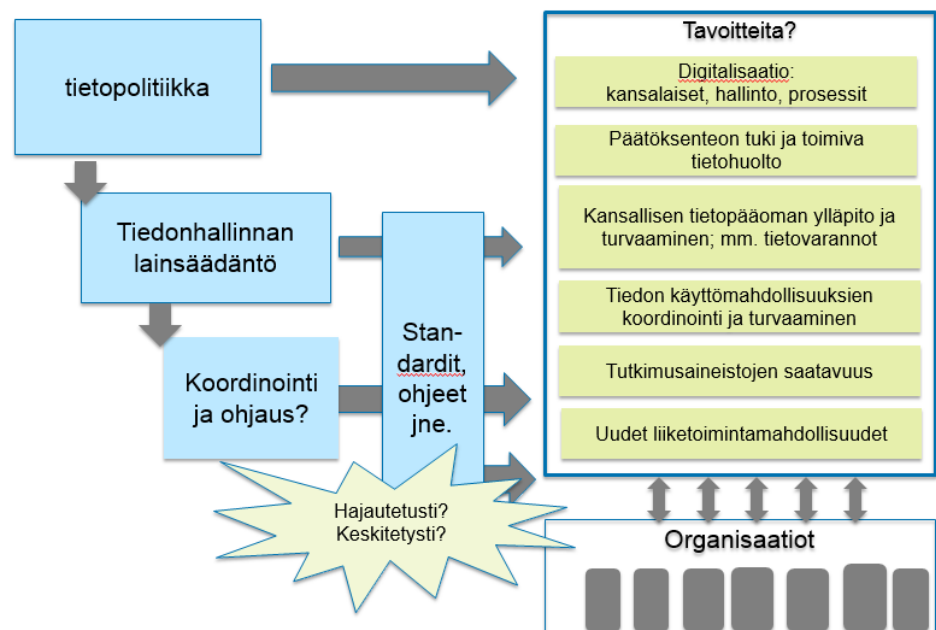 tietopolitiikka
Tiedonhallinnan
lainsäädäntö
Koordinointi
ja ohjaus?
Stan-
dardit,
ohjeet
jne.
Hajautetusti?
Keskitetysti?
Tavoitteita?
Digitalisaatio:
kansalaiset, hallinto, prosessit
Päätöksenteon tuki ja toimiva
tietohuolto
Kansallisen tietopääoman ylläpito ja
turvaaminen; mm. tietovarannot
Tiedon käyttömahdollisuuksien
koordinointi ja turvaaminen
Tutkimusaineistojen saatavuus
Uudet liiketoimintamahdollisuudet
Organisaatiot